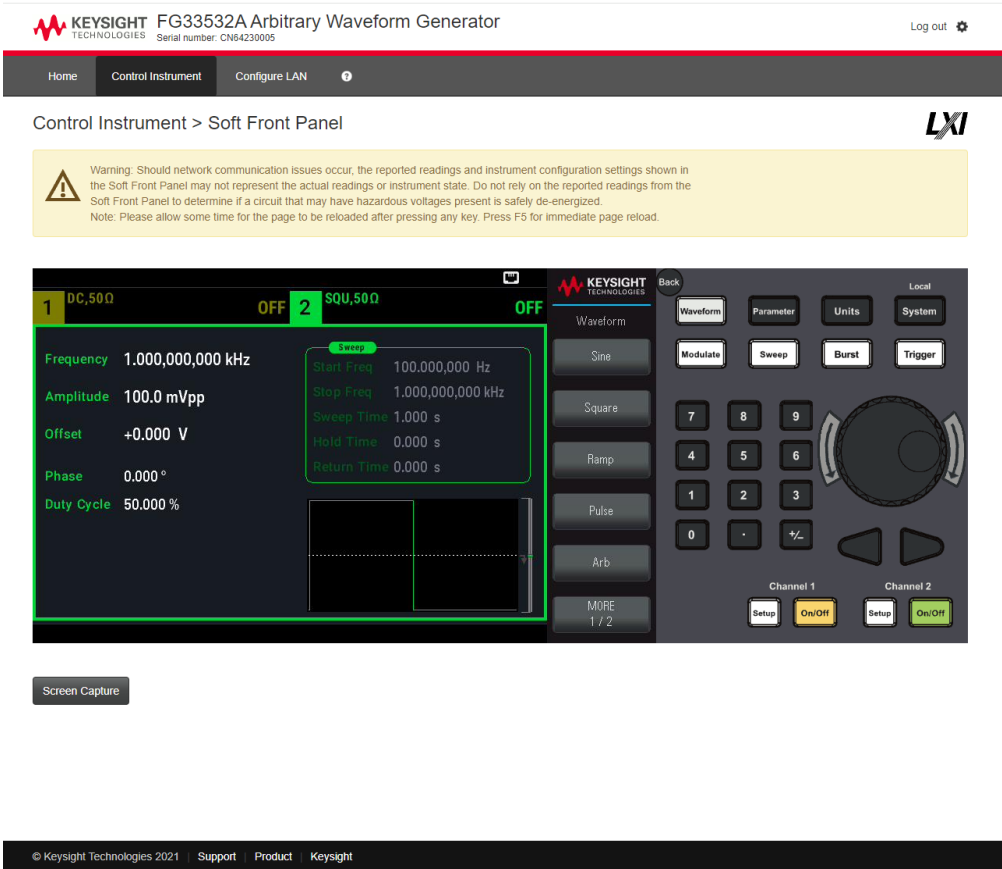 KEYSIGHT TECHNOLOGIES
FG33532A Arbitrary Waveform Generator
Serial number: CN64230005
Log out
Home
Control Instrument
Configure LAN
?
Control Instrument > Soft Front Panel
LXI
Warning: Should network communication issues occur, the reported readings and instrument configuration settings shown in
the Soft Front Panel may not represent the actual readings or instrument state. Do not rely on the reported readings from the
Soft Front Panel to determine if a circuit that may have hazardous voltages present is safely de-energized.
Note: Please allow some time for the page to be reloaded after pressing any key. Press F5 for immediate page reload.
1 DC,50Ω OFF
2 SQU,50Ω OFF
Frequency 1.000,000,000 kHz
Amplitude 100.0 mVpp
Offset +0.000 V
Phase 0.000 °
Duty Cycle 50.000 %
Sweep
Start Freq 100.000,000 Hz
Stop Freq 1.000,000,000 kHz
Sweep Time 1.000 s
Hold Time 0.000 s
Return Time 0.000 s
KEYSIGHT
TECHNOLOGIES
Waveform
Sine
Square
Ramp
Pulse
Arb
MORE
1 / 2
Back
Local
Waveform Parameter Units System
Modulate Sweep Burst Trigger
7 8 9
4 5 6
1 2 3
0 . +/-
Channel 1 Channel 2
Setup On/Off Setup On/Off
Screen Capture
© Keysight Technologies 2021 | Support | Product | Keysight